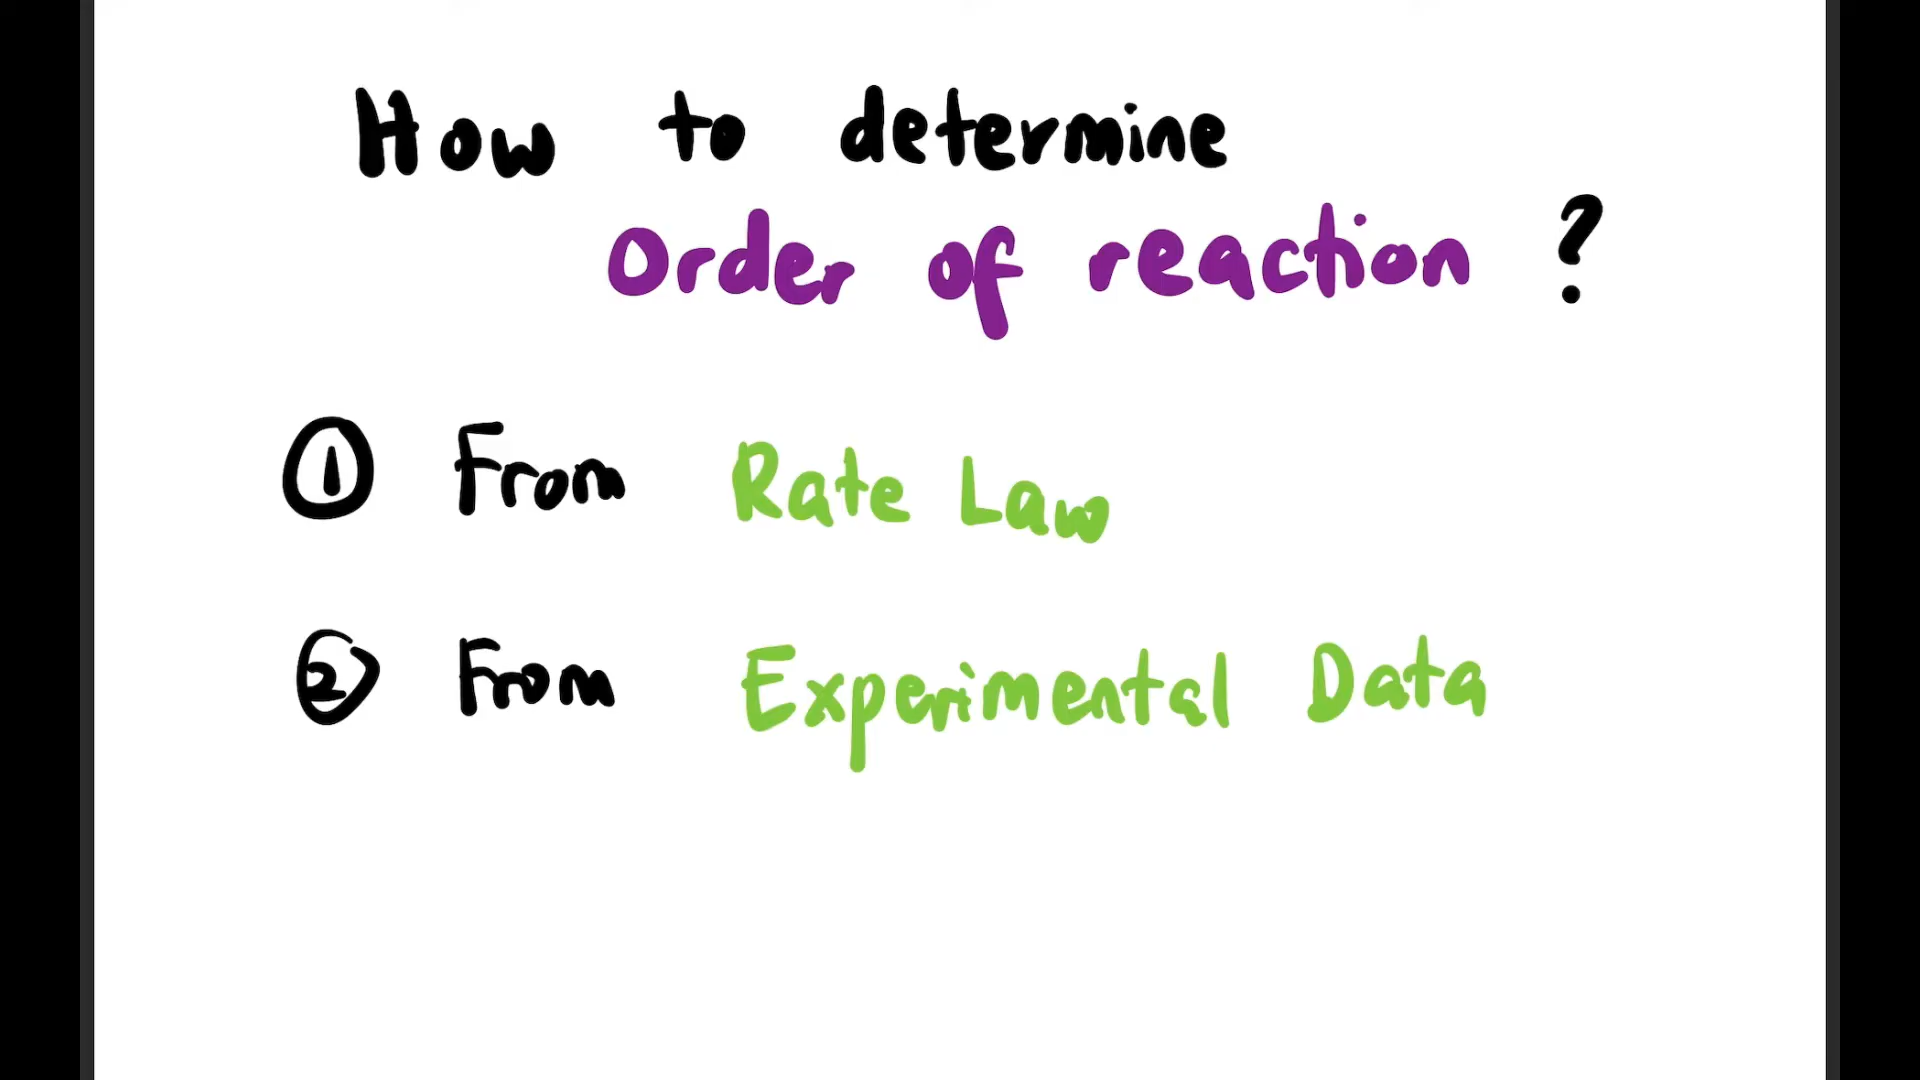 How to determine
Order of reaction ?
① From Rate Law
② From Experimental Data